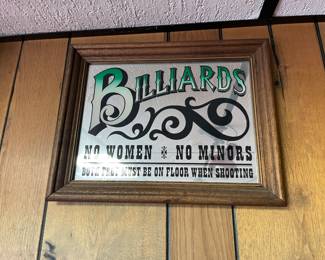 BILLIARDS
NO WOMEN NO MINORS
BOTH FEET MUST BE ON FLOOR WHEN SHOOTING